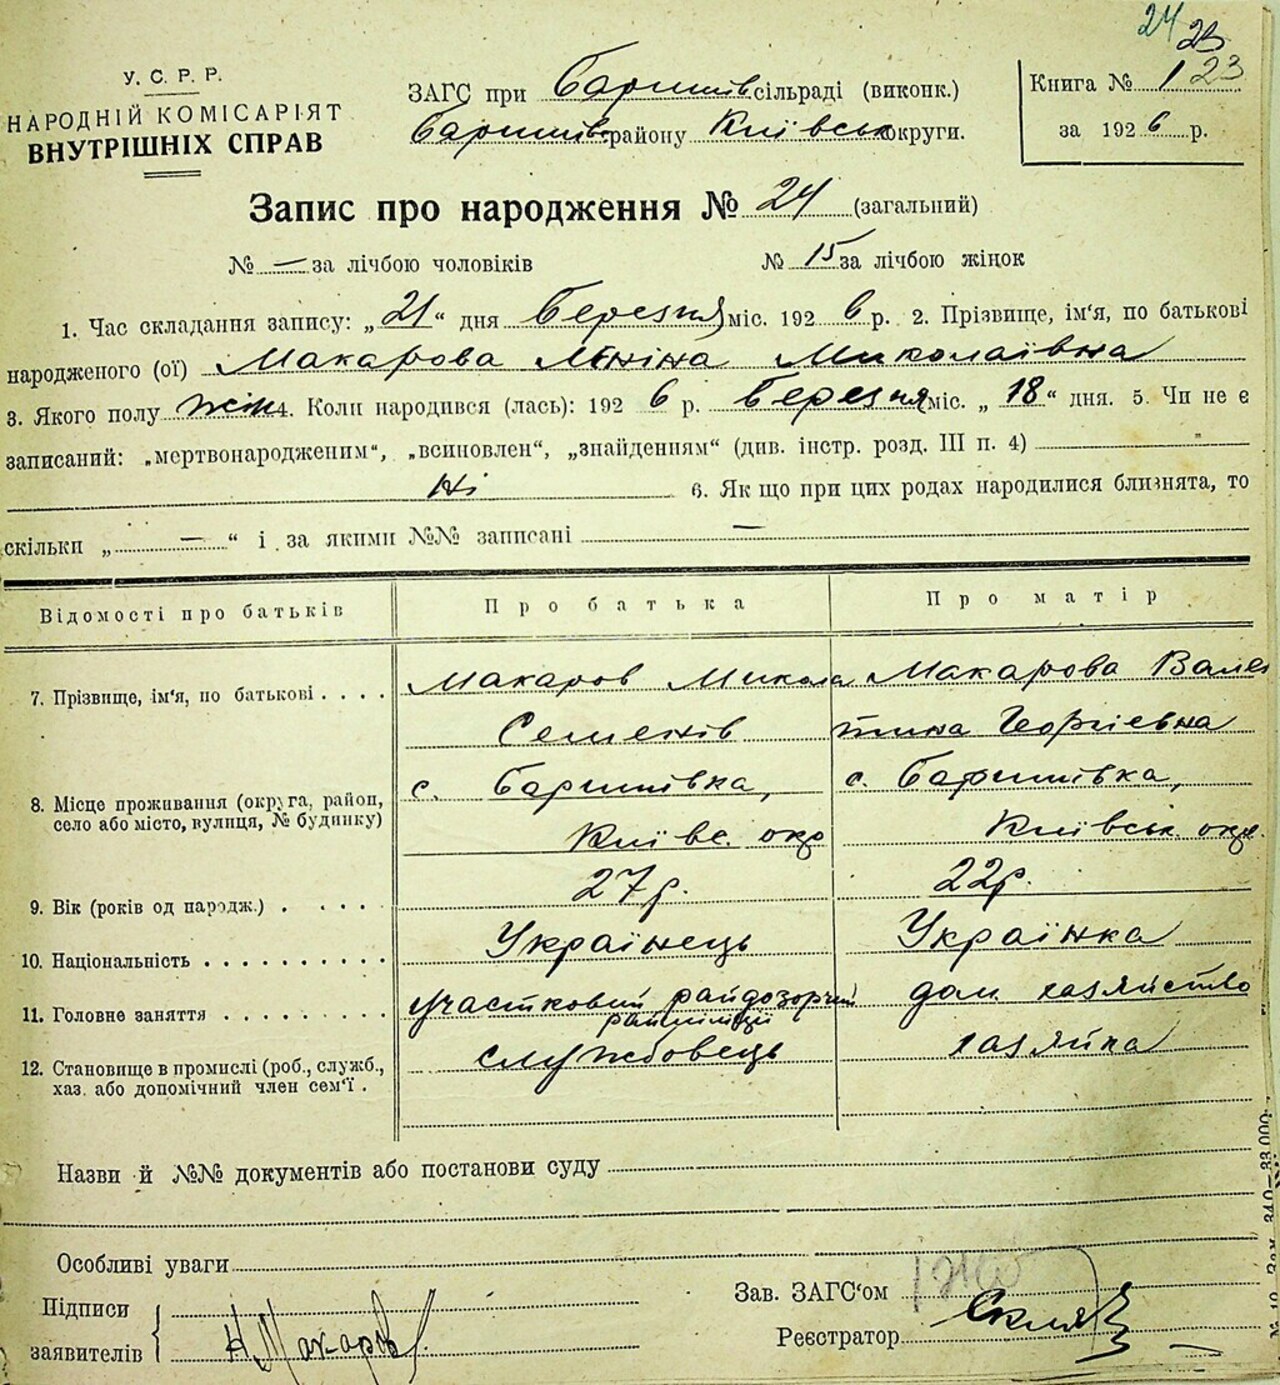 24
23
У. С. Р. Р.
НАРОДНІЙ КОМІСАРІЯТ
ВНУТРІШНІХ СПРАВ
ЗАГС при Баришів сільраді (виконк.)
Баришів. району Київськ округи.
Книга № 1 23
за 1926 р.
Запис про народження № 24 (загальний)
№ — за лічбою чоловіків № 15 за лічбою жінок
1. Час складання запису: „21“ дня березня міс. 1926 р. 2. Прізвище, ім‘я, по батькові
народженого (ої) Макарова Нініна Миколаївна
3. Якого полу жін 4. Коли народився (лась): 1926 р. березня міс. „18“ дня. 5. Чи не є
записаний: „мертвонародженим“, „всиновлен“, „знайденням“ (див. інстр. розд. III п. 4)
Ні 6. Як що при цих родах народилися близнята, то
скільки „ — “ і за якими №№ записані —
Відомості про батьків Про батька Про матір
7. Прізвище, ім‘я, по батькові . . . . Макаров Микола Макарова Вален
Семенів тина Георгіевна
8. Місце проживання (округа, район,
село або місто, вулиця, № будинку)
с. Баришівка, с. Баришівка,
Київс. окр Київськ. окр.
9. Вік (років од народж.) . . . . . 27 р. 22 р.
10. Національність . . . . . . . . . . Українець Українка
11. Головне заняття . . . . . . . . . Участковий райдозорчий дом. хазяйство
райміліції
12. Становище в промислі (роб., служб.,
хаз. або допомічний член сем‘ї .
службовець хазяйка
Назви й №№ документів або постанови суду
Особливі уваги
Підписи
заявителів
Н. Макаров
Зав. ЗАГС‘ом
Реєстратор